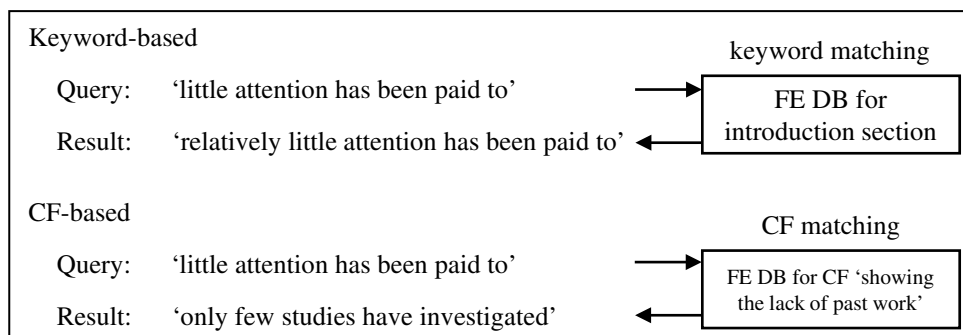 Keyword-based
keyword matching
Query: ‘little attention has been paid to’
FE DB for
introduction section
Result: ‘relatively little attention has been paid to’
CF-based
CF matching
Query: ‘little attention has been paid to’
FE DB for CF ‘showing
the lack of past work’
Result: ‘only few studies have investigated’